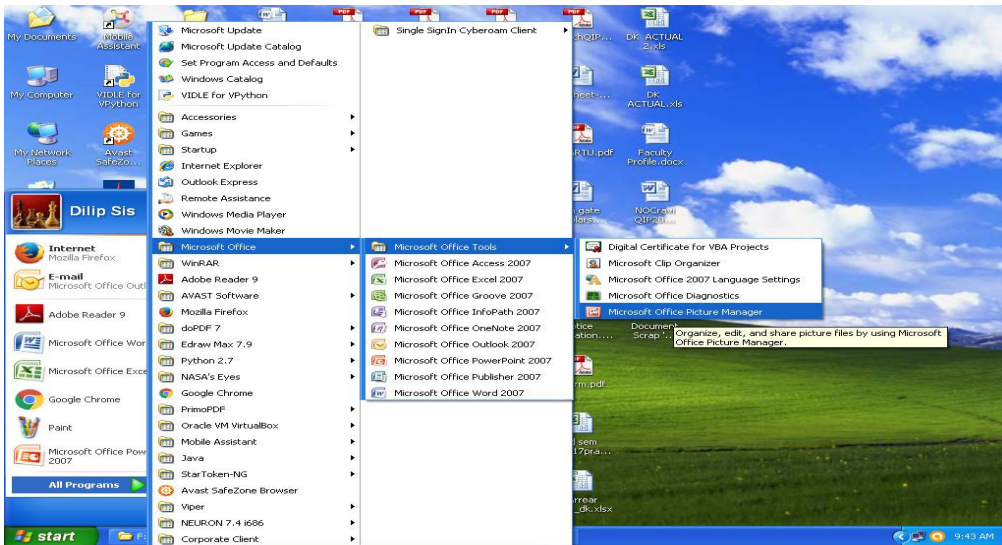 My Documents
Mobile
Assistant
PDF
PDF
PDF
PDF
DK ACTUAL
2.xls
My Computer
VIDLE for
VPython
DK
ACTUAL.xls
My Network
Places
Avast
SafeZo...
RTU.pdf
Faculty
Profile.docx
gate
NOCravi
Dilip Sis
Internet
Mozilla Firefox
E-mail
Microsoft Office Outl
Adobe Reader 9
Microsoft Office Wor
Microsoft Office Exce
Google Chrome
Paint
Microsoft Office Pow
2007
All Programs
start
Microsoft Update
Microsoft Update Catalog
Set Program Access and Defaults
Windows Catalog
VIDLE for VPython
Accessories
Games
Startup
Internet Explorer
Outlook Express
Remote Assistance
Windows Media Player
Windows Movie Maker
Microsoft Office
WinRAR
Adobe Reader 9
AVAST Software
Mozilla Firefox
doPDF 7
Edraw Max 7.9
Python 2.7
NASA's Eyes
Google Chrome
PrimoPDF
Oracle VM VirtualBox
Mobile Assistant
Java
StarToken-NG
Avast SafeZone Browser
Viper
NEURON 7.4 i686
Corporate Client
Single SignIn Cyberoam Client
Microsoft Office Tools
Microsoft Office Access 2007
Microsoft Office Excel 2007
Microsoft Office Groove 2007
Microsoft Office InfoPath 2007
Microsoft Office OneNote 2007
Microsoft Office Outlook 2007
Microsoft Office PowerPoint 2007
Microsoft Office Publisher 2007
Microsoft Office Word 2007
Digital Certificate for VBA Projects
Microsoft Clip Organizer
Microsoft Office 2007 Language Settings
Microsoft Office Diagnostics
Microsoft Office Picture Manager
Organize, edit, and share picture files by using Microsoft
Office Picture Manager.
Document
Scrap '...
rm.pdf
sem
17pra...
rrear
_dk.xlsx
9:43 AM